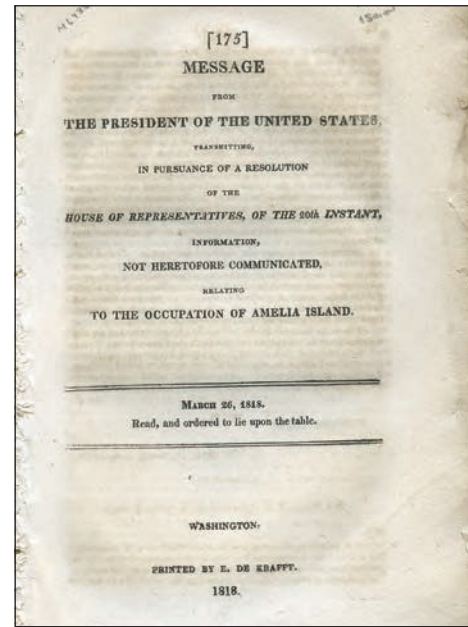 [175]
MESSAGE
FROM
THE PRESIDENT OF THE UNITED STATES,
TRANSMITTING,
IN PURSUANCE OF A RESOLUTION
OF THE
HOUSE OF REPRESENTATIVES, OF THE 20th INSTANT,
INFORMATION,
NOT HERETOFORE COMMUNICATED,
RELATING
TO THE OCCUPATION OF AMELIA ISLAND.
MARCH 26, 1818.
Read, and ordered to lie upon the table.
WASHINGTON:
PRINTED BY E. DE KRAFFT.
1818.